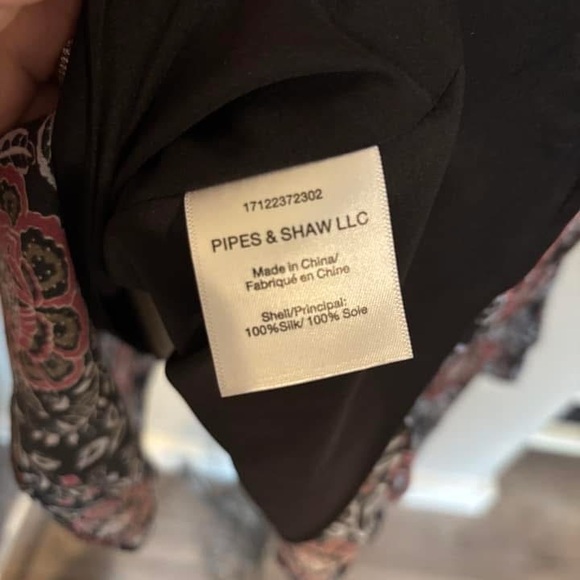 17122372302
PIPES & SHAW LLC
Made in China/
Fabriqué en Chine
Shell/Principal:
100%Silk/ 100% Soie